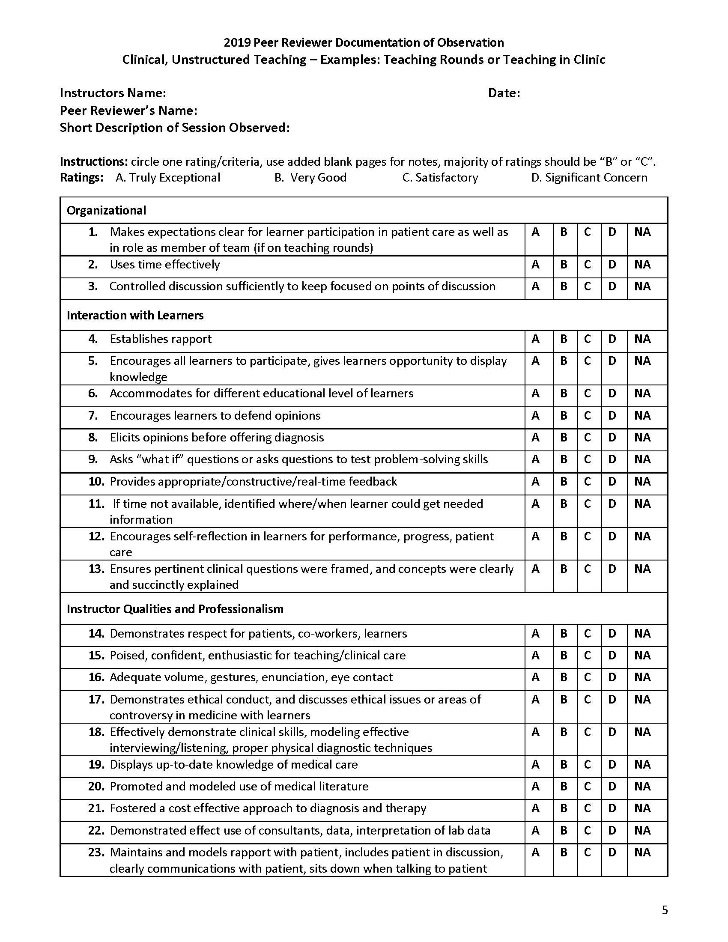 2019 Peer Reviewer Documentation of Observation
Clinical, Unstructured Teaching – Examples: Teaching Rounds or Teaching in Clinic
Instructors Name: Date:
Peer Reviewer's Name:
Short Description of Session Observed:
Instructions: circle one rating/criteria, use added blank pages for notes, majority of ratings should be "B" or "C".
Ratings: A. Truly Exceptional B. Very Good C. Satisfactory D. Significant Concern
Organizational
1. Makes expectations clear for learner participation in patient care as well as A B C D NA
in role as member of team (if on teaching rounds)
2. Uses time effectively A B C D NA
3. Controlled discussion sufficiently to keep focused on points of discussion A B C D NA
Interaction with Learners
4. Establishes rapport A B C D NA
5. Encourages all learners to participate, gives learners opportunity to display A B C D NA
knowledge
6. Accommodates for different educational level of learners A B C D NA
7. Encourages learners to defend opinions A B C D NA
8. Elicits opinions before offering diagnosis A B C D NA
9. Asks "what if" questions or asks questions to test problem-solving skills A B C D NA
10. Provides appropriate/constructive/real-time feedback A B C D NA
11. If time not available, identified where/when learner could get needed A B C D NA
information
12. Encourages self-reflection in learners for performance, progress, patient A B C D NA
care
13. Ensures pertinent clinical questions were framed, and concepts were clearly A B C D NA
and succinctly explained
Instructor Qualities and Professionalism
14. Demonstrates respect for patients, co-workers, learners A B C D NA
15. Poised, confident, enthusiastic for teaching/clinical care A B C D NA
16. Adequate volume, gestures, enunciation, eye contact A B C D NA
17. Demonstrates ethical conduct, and discusses ethical issues or areas of A B C D NA
controversy in medicine with learners
18. Effectively demonstrate clinical skills, modeling effective A B C D NA
interviewing/listening, proper physical diagnostic techniques
19. Displays up-to-date knowledge of medical care A B C D NA
20. Promoted and modeled use of medical literature A B C D NA
21. Fostered a cost effective approach to diagnosis and therapy A B C D NA
22. Demonstrated effect use of consultants, data, interpretation of lab data A B C D NA
23. Maintains and models rapport with patient, includes patient in discussion, A B C D NA
clearly communications with patient, sits down when talking to patient
5